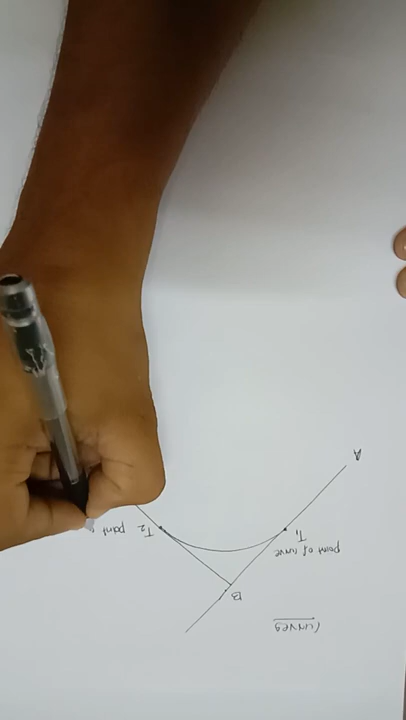 Curves
B
point of curve
T1
T2 point
A